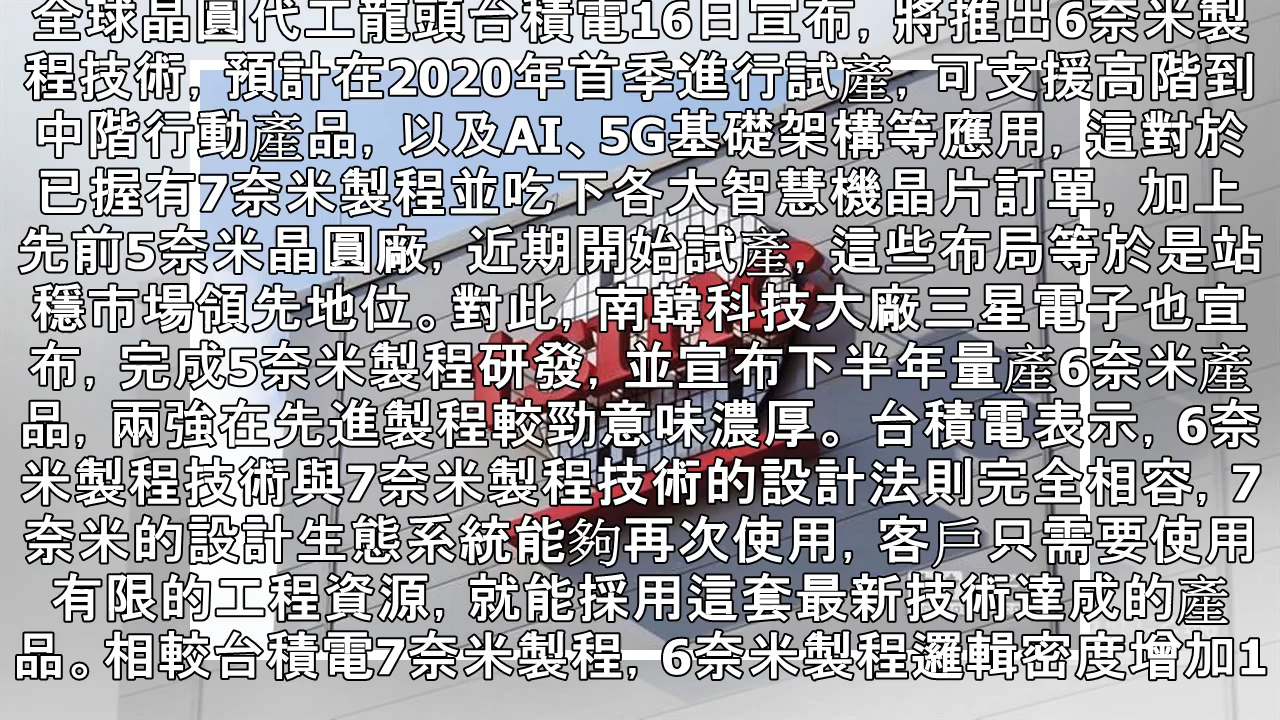 全球晶圓代工龍頭台積電16日宣布, 將推出6奈米製
程技術, 預計在2020年首季進行試產, 可支援高階到
中階行動產品, 以及AI、5G基礎架構等應用, 這對於
已握有7奈米製程並吃下各大智慧機晶片訂單, 加上
先前5奈米晶圓廠, 近期開始試產, 這些布局等於是站
穩市場領先地位。對此, 南韓科技大廠三星電子也宣
布, 完成5奈米製程研發, 並宣布下半年量產6奈米產
品, 兩強在先進製程較勁意味濃厚。台積電表示, 6奈
米製程技術與7奈米製程技術的設計法則完全相容, 7
奈米的設計生態系統能夠再次使用, 客戶只需要使用
有限的工程資源, 就能採用這套最新技術達成的產
品。相較台積電7奈米製程, 6奈米製程邏輯密度增加1